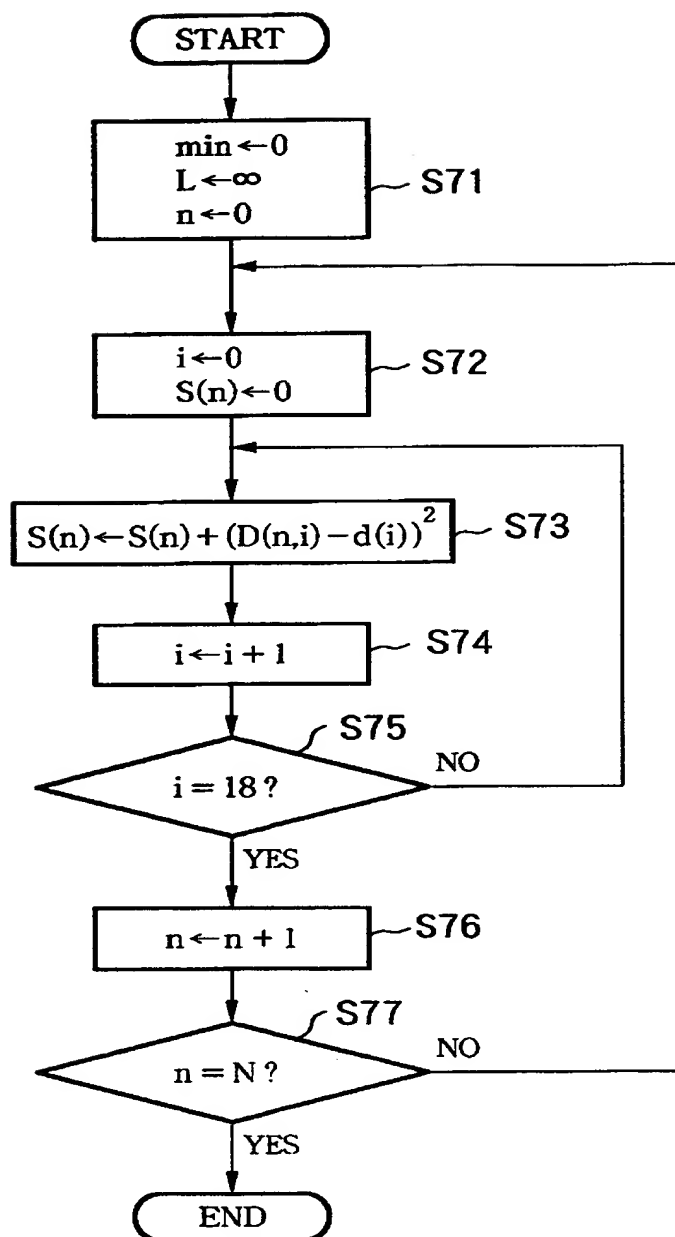 START
min←0
L←∞
n←0
S71
i←0
S(n)←0
S72
S(n)←S(n)+(D(n,i)−d(i))²
S73
i←i+1
S74
S75
i=18?
NO
YES
n←n+1
S76
S77
n=N?
NO
YES
END